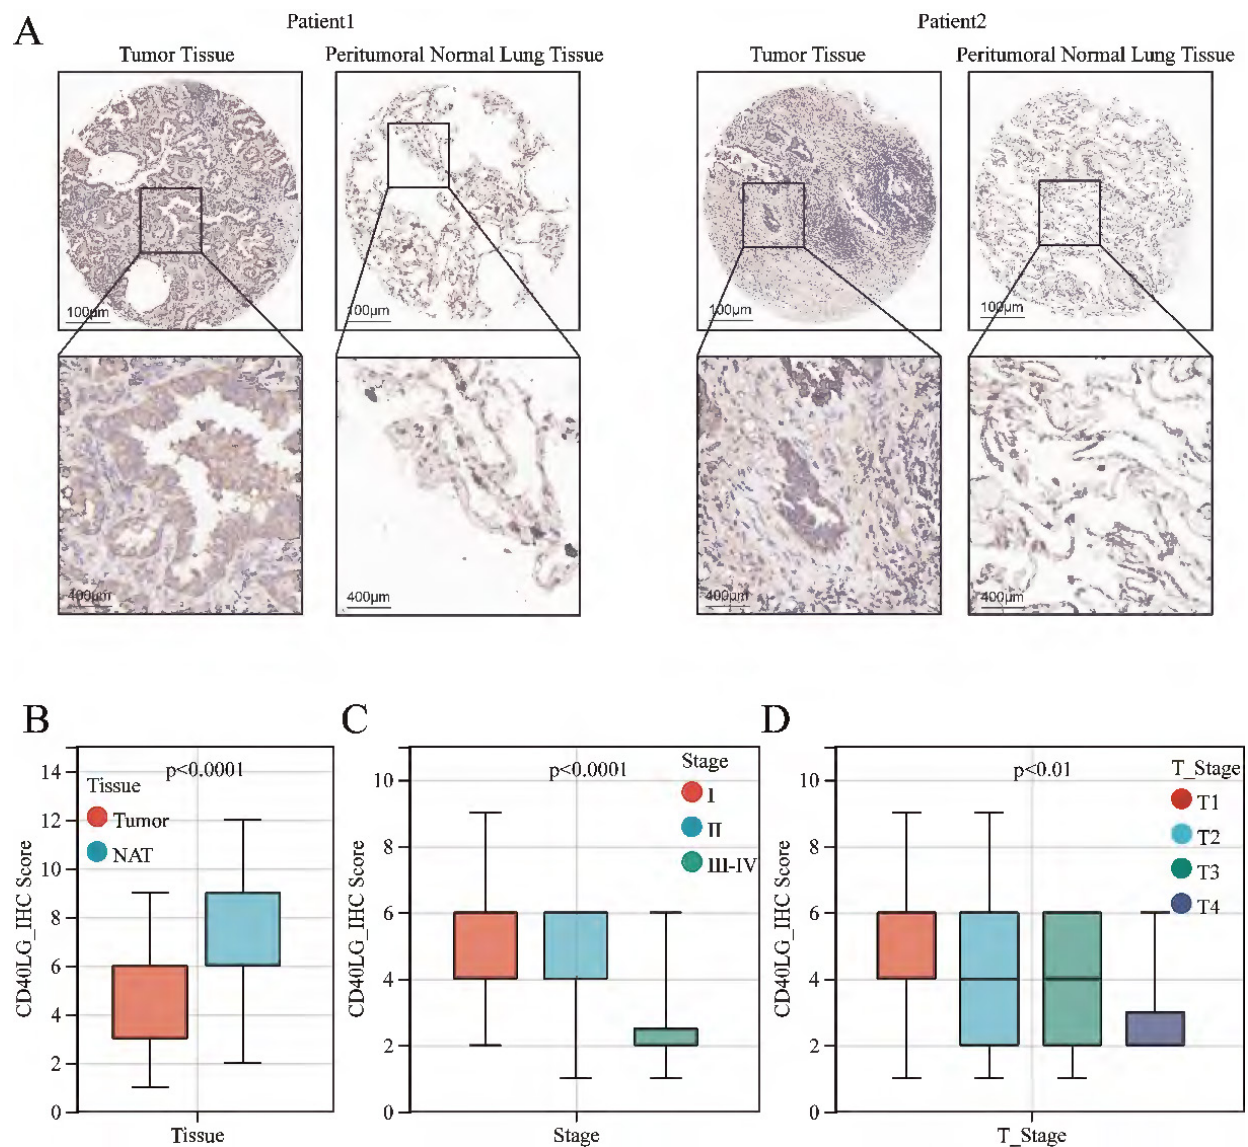 A
Patient1
Patient2
Tumor Tissue
Peritumoral Normal Lung Tissue
Tumor Tissue
Peritumoral Normal Lung Tissue
100μm
100μm
100μm
100μm
400μm
400μm
400μm
400μm
B
CD40LG_IHC Score
14
12
10
8
6
4
2
0
p<0.0001
Tissue
Tumor
NAT
Tissue
C
CD40LG_IHC Score
10
8
6
4
2
0
p<0.0001
Stage
I
II
III-IV
Stage
D
CD40LG_IHC Score
10
8
6
4
2
0
p<0.01
T_Stage
T1
T2
T3
T4
T_Stage